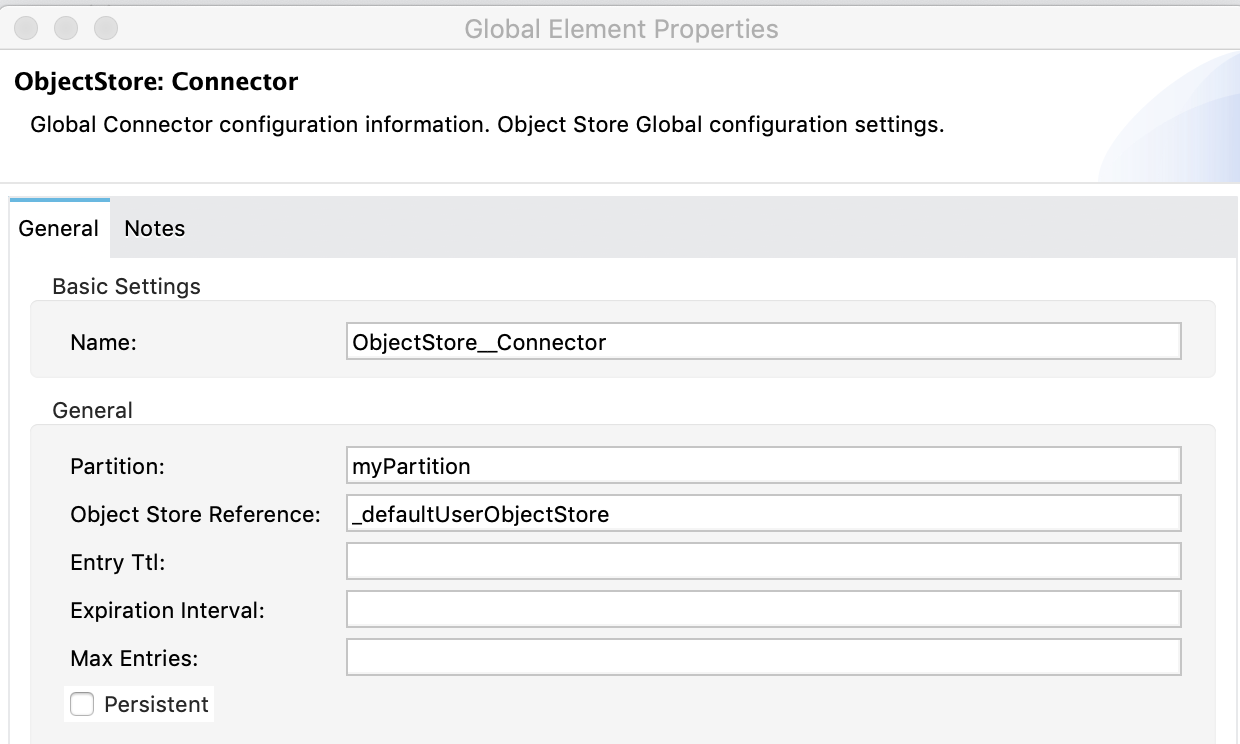 Global Element Properties
ObjectStore: Connector
Global Connector configuration information. Object Store Global configuration settings.
General Notes
Basic Settings
Name: ObjectStore__Connector
General
Partition: myPartition
Object Store Reference: _defaultUserObjectStore
Entry Ttl:
Expiration Interval:
Max Entries:
Persistent